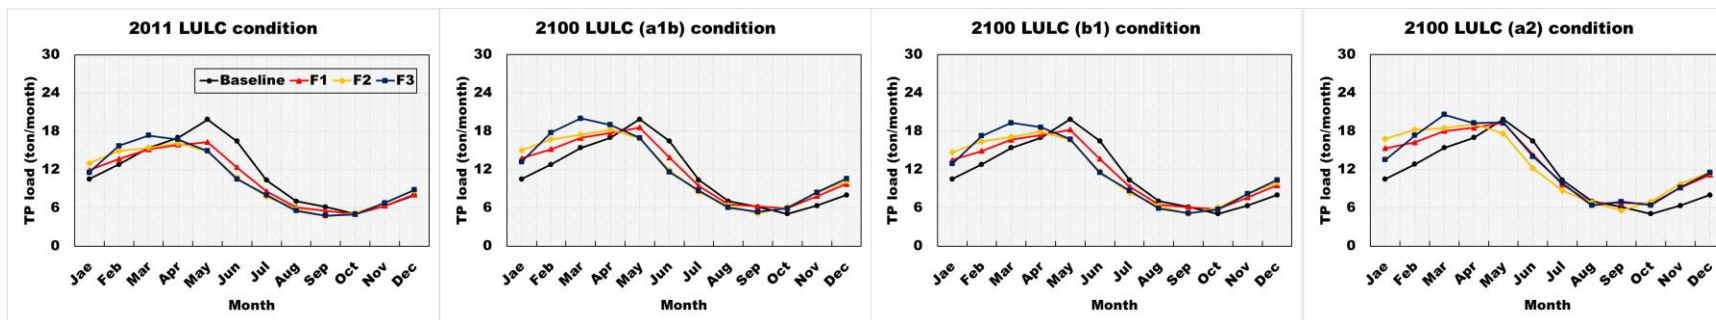 2011 LULC condition
TP load (ton/month)
30
24
18
12
6
0
Baseline F1 F2 F3
Jae Feb Mar Apr May Jun Jul Aug Sep Oct Nov Dec
Month
2100 LULC (a1b) condition
TP load (ton/month)
30
24
18
12
6
0
Jae Feb Mar Apr May Jun Jul Aug Sep Oct Nov Dec
Month
2100 LULC (b1) condition
TP load (ton/month)
30
24
18
12
6
0
Jae Feb Mar Apr May Jun Jul Aug Sep Oct Nov Dec
Month
2100 LULC (a2) condition
TP load (ton/month)
30
24
18
12
6
0
Jae Feb Mar Apr May Jun Jul Aug Sep Oct Nov Dec
Month